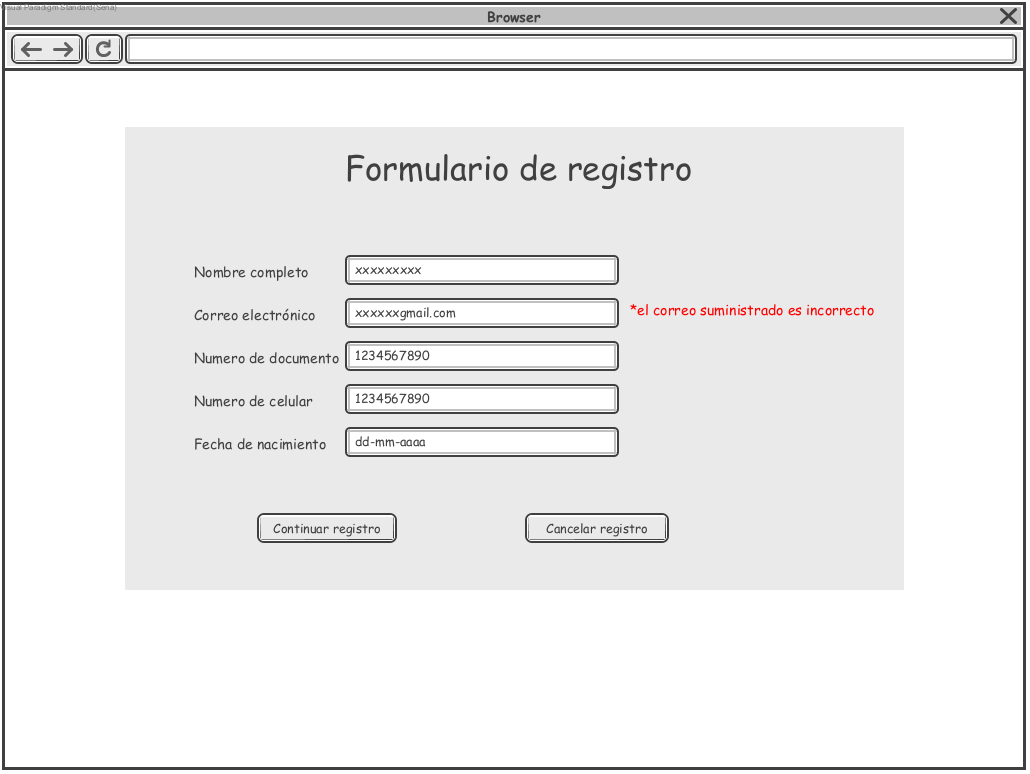 Visual Paradigm Standard(Sena)
Browser
Formulario de registro
Nombre completo xxxxxxxxx
Correo electrónico xxxxxxgmail.com *el correo suministrado es incorrecto
Numero de documento 1234567890
Numero de celular 1234567890
Fecha de nacimiento dd-mm-aaaa
Continuar registro Cancelar registro